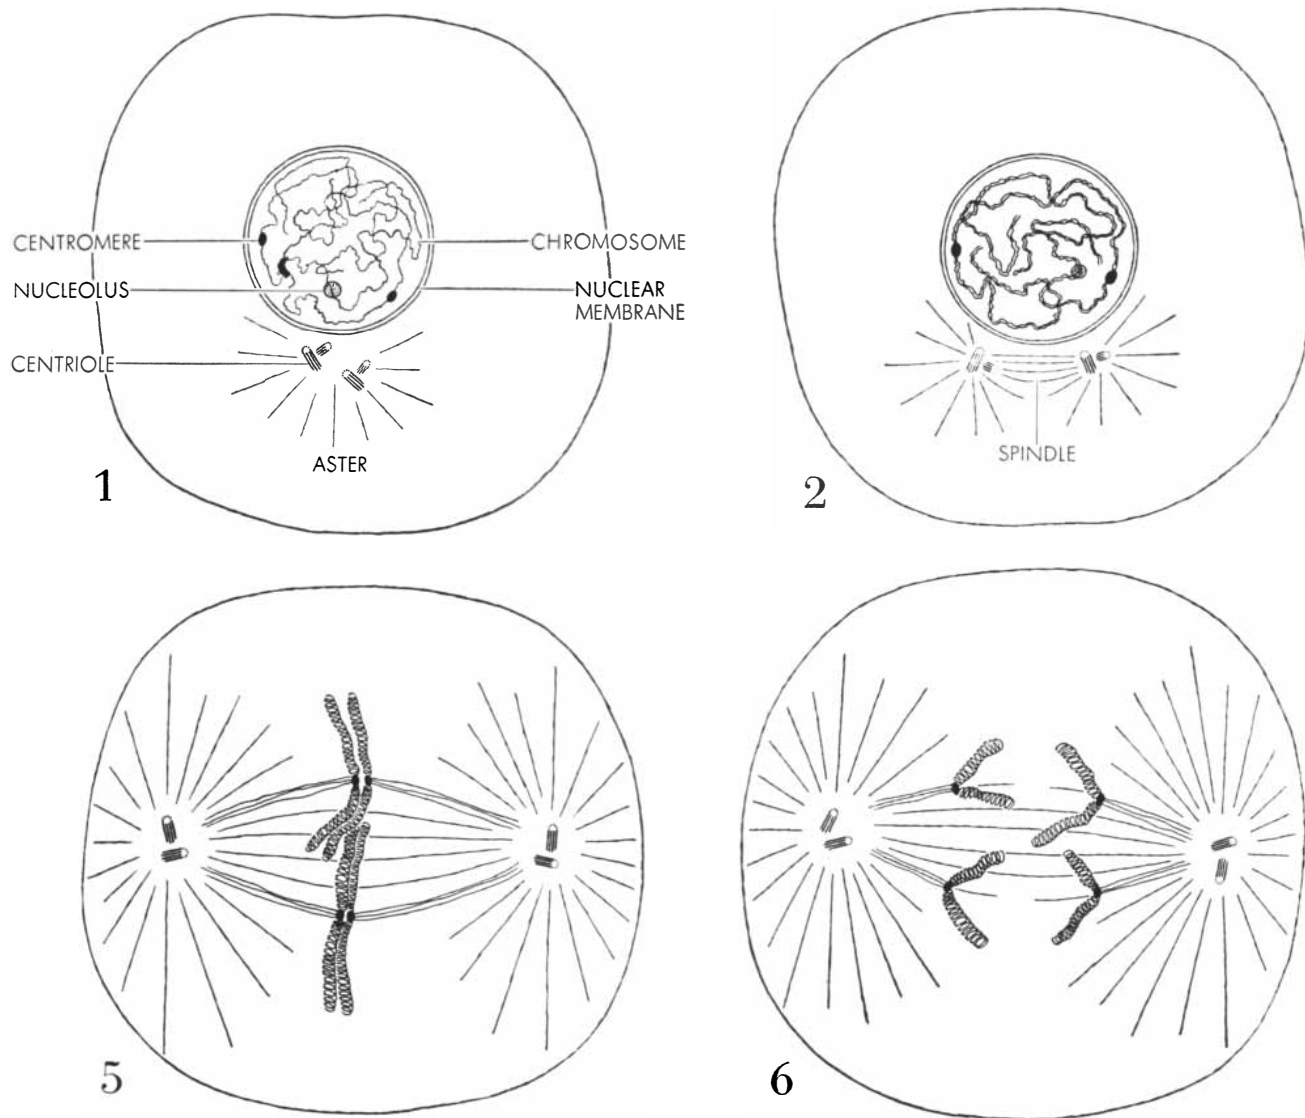 CENTROMERE
CHROMOSOME
NUCLEOLUS
NUCLEAR
MEMBRANE
CENTRIOLE
ASTER
1
SPINDLE
2
5
6